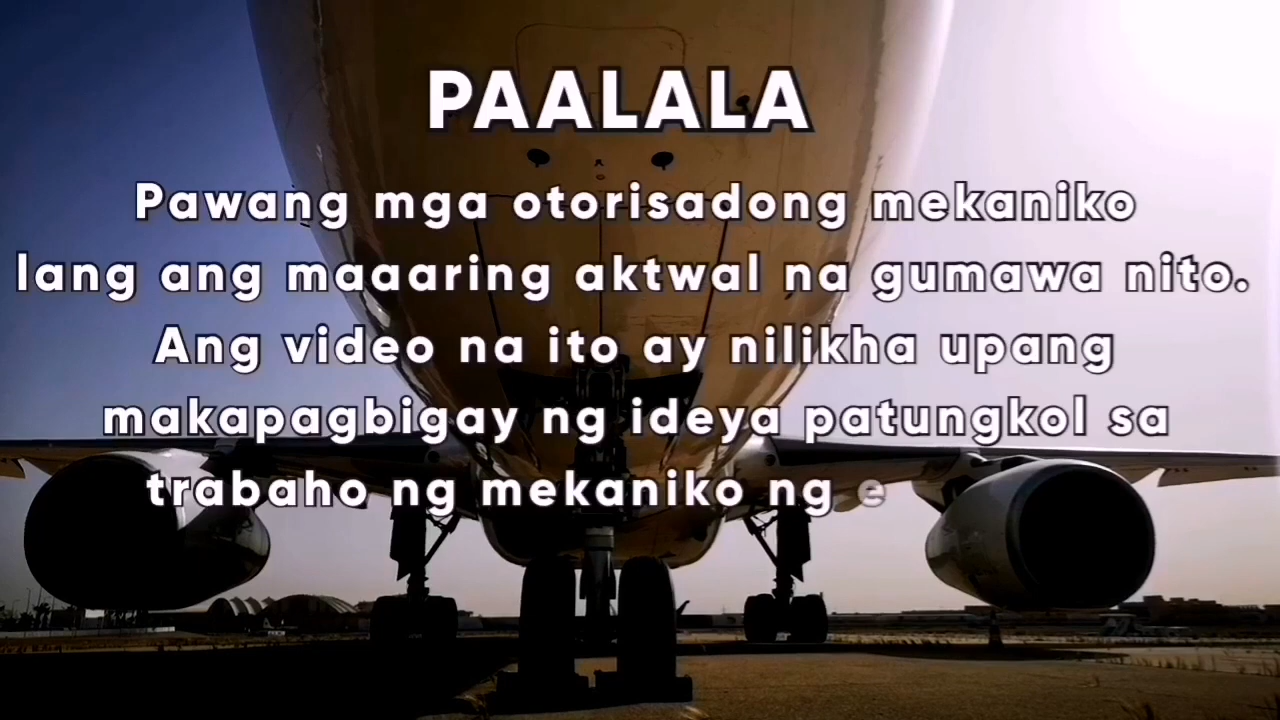 PAALALA
Pawang mga otorisadong mekaniko
lang ang maaaring aktwal na gumawa nito.
Ang video na ito ay nilikha upang
makapagbigay ng ideya patungkol sa
trabaho ng mekaniko ng e